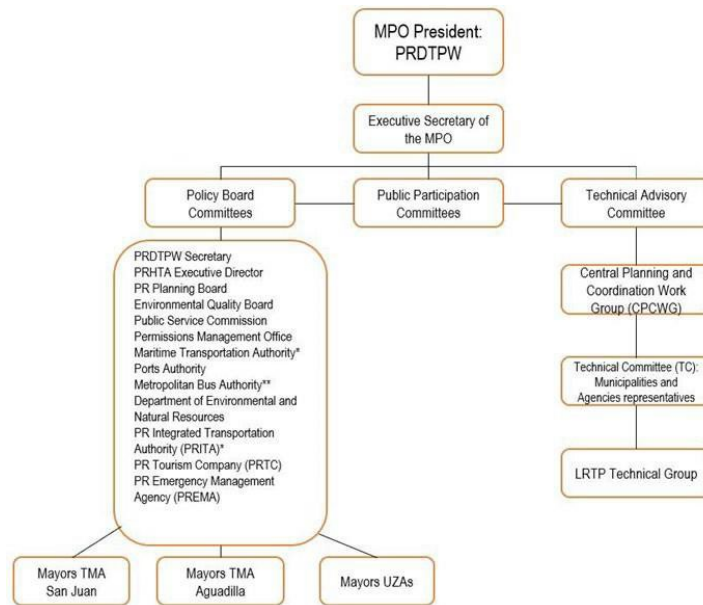 MPO President:
PRDTPW
Executive Secretary of
the MPO
Policy Board
Committees
Public Participation
Committees
Technical Advisory
Committee
PRDTPW Secretary
PRHTA Executive Director
PR Planning Board
Environmental Quality Board
Public Service Commission
Permissions Management Office
Maritime Transportation Authority*
Ports Authority
Metropolitan Bus Authority**
Department of Environmental and
Natural Resources
PR Integrated Transportation
Authority (PRITA)*
PR Tourism Company (PRTC)
PR Emergency Management
Agency (PREMA)
Central Planning and
Coordination Work
Group (CPCWG)
Technical Committee (TC):
Municipalities and
Agencies representatives
LRTP Technical Group
Mayors TMA
San Juan
Mayors TMA
Aguadilla
Mayors UZAs